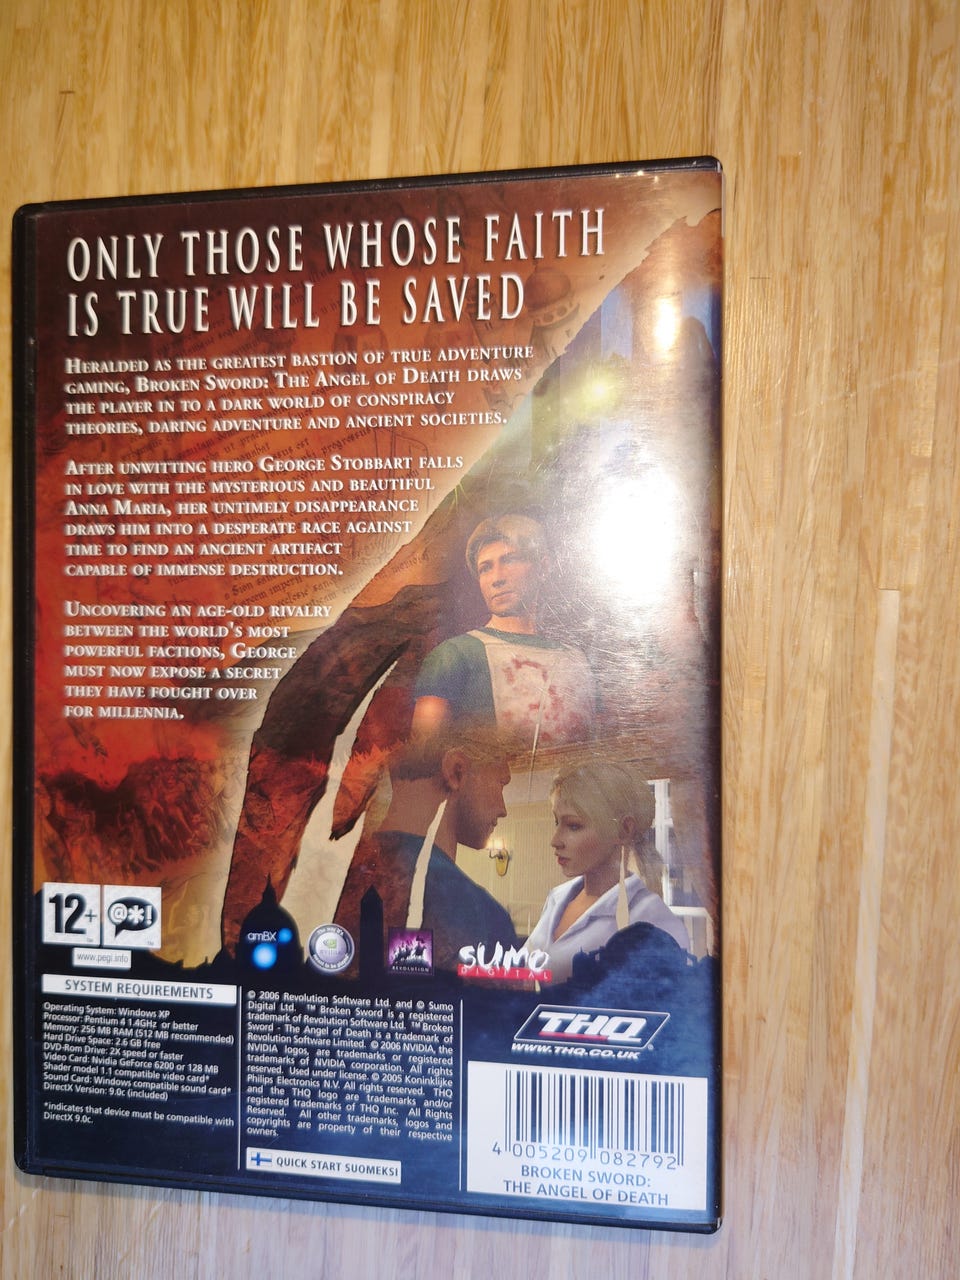 ONLY THOSE WHOSE FAITH
IS TRUE WILL BE SAVED
HERALDED AS THE GREATEST BASTION OF TRUE ADVENTURE
GAMING, BROKEN SWORD: THE ANGEL OF DEATH DRAWS
THE PLAYER IN TO A DARK WORLD OF CONSPIRACY
THEORIES, DARING ADVENTURE AND ANCIENT SOCIETIES.
AFTER UNWITTING HERO GEORGE STOBBART FALLS
IN LOVE WITH THE MYSTERIOUS AND BEAUTIFUL
ANNA MARIA, HER UNTIMELY DISAPPEARANCE
DRAWS HIM INTO A DESPERATE RACE AGAINST
TIME TO FIND AN ANCIENT ARTIFACT
CAPABLE OF IMMENSE DESTRUCTION.
UNCOVERING AN AGE-OLD RIVALRY
BETWEEN THE WORLD'S MOST
POWERFUL FACTIONS, GEORGE
MUST NOW EXPOSE A SECRET
THEY HAVE FOUGHT OVER
FOR MILLENNIA.
12+
@*!
www.pegi.info
amBX
REVOLUTION
SUMO
DIGITAL
SYSTEM REQUIREMENTS
Operating System: Windows XP
Processor: Pentium 4 1.4GHz or better
Memory: 256 MB RAM (512 MB recommended)
Hard Drive Space: 2.6 GB free
DVD-Rom Drive: 2X speed or faster
Video Card: Nvidia GeForce 6200 or 128 MB
Shader model 1.1 compatible video card*
Sound Card: Windows compatible sound card*
DirectX Version: 9.0c (included)
*indicates that device must be compatible with
DirectX 9.0c.
© 2006 Revolution Software Ltd. and © Sumo
Digital Ltd. ™ Broken Sword is a registered
trademark of Revolution Software Ltd. ™ Broken
Sword - The Angel of Death is a trademark of
Revolution Software Limited. © 2006 NVIDIA, the
NVIDIA logos, are trademarks or registered
trademarks of NVIDIA corporation. All rights
reserved. Used under license. © 2005 Koninklijke
Philips Electronics N.V. All rights reserved. THQ
and the THQ logo are trademarks and/or
registered trademarks of THQ Inc. All Rights
Reserved. All other trademarks, logos and
copyrights are property of their respective
owners.
QUICK START SUOMEKSI
THQ
WWW.THQ.CO.UK
4 005209 082792
BROKEN SWORD:
THE ANGEL OF DEATH